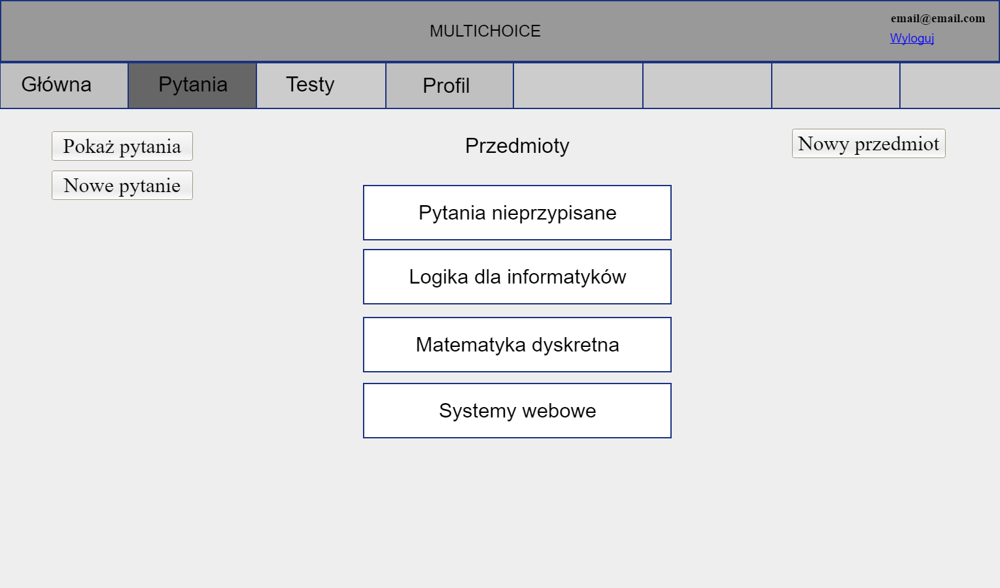 MULTICHOICE
email@email.com
Wyloguj
Główna
Pytania
Testy
Profil
Pokaż pytania
Przedmioty
Nowy przedmiot
Nowe pytanie
Pytania nieprzypisane
Logika dla informatyków
Matematyka dyskretna
Systemy webowe